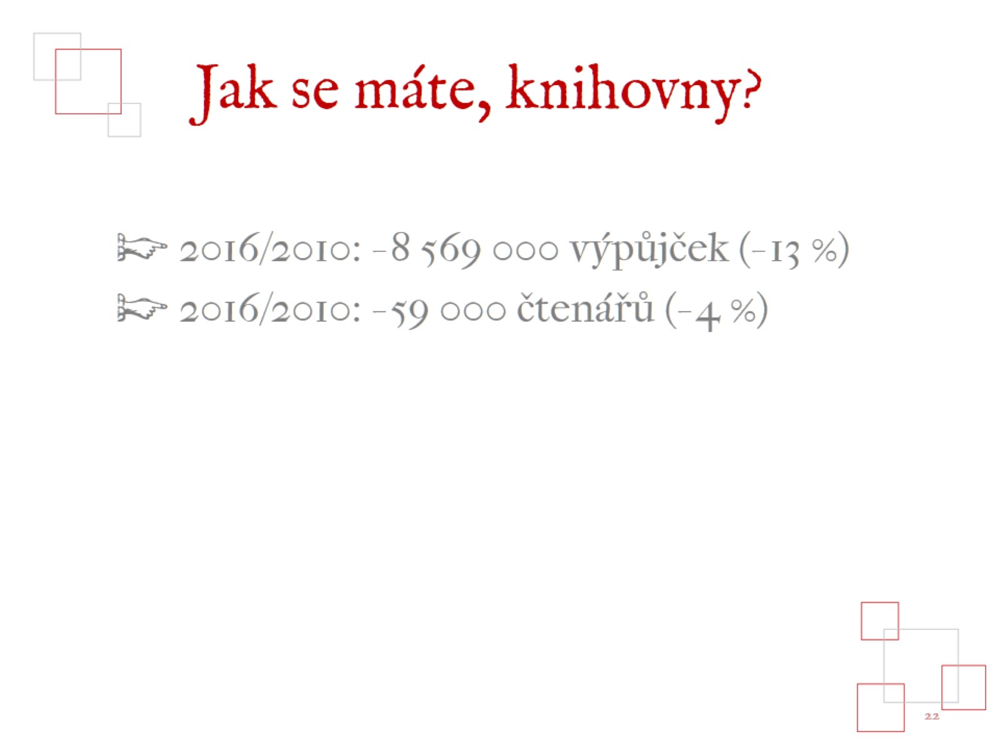 Jak se máte, knihovny?
2016/2010: -8 569 000 výpůjček (-13 %)
2016/2010: -59 000 čtenářů (-4 %)
22